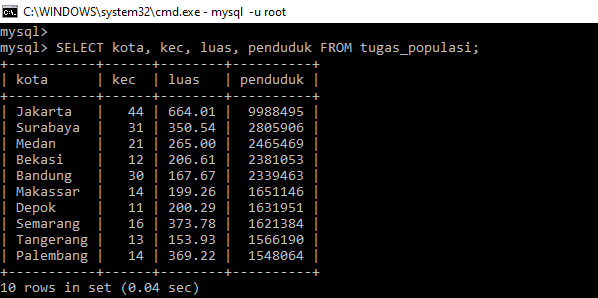 C:\WINDOWS\system32\cmd.exe - mysql -u root
mysql>
mysql> SELECT kota, kec, luas, penduduk FROM tugas_populasi;
+-----------+------+--------+----------+
| kota      | kec  | luas   | penduduk |
+-----------+------+--------+----------+
| Jakarta   |   44 | 664.01 |  9988495 |
| Surabaya  |   31 | 350.54 |  2805906 |
| Medan     |   21 | 265.00 |  2465469 |
| Bekasi    |   12 | 206.61 |  2381053 |
| Bandung   |   30 | 167.67 |  2339463 |
| Makassar  |   14 | 199.26 |  1651146 |
| Depok     |   11 | 200.29 |  1631951 |
| Semarang  |   16 | 373.78 |  1621384 |
| Tangerang |   13 | 153.93 |  1566190 |
| Palembang |   14 | 369.22 |  1548064 |
+-----------+------+--------+----------+
10 rows in set (0.04 sec)